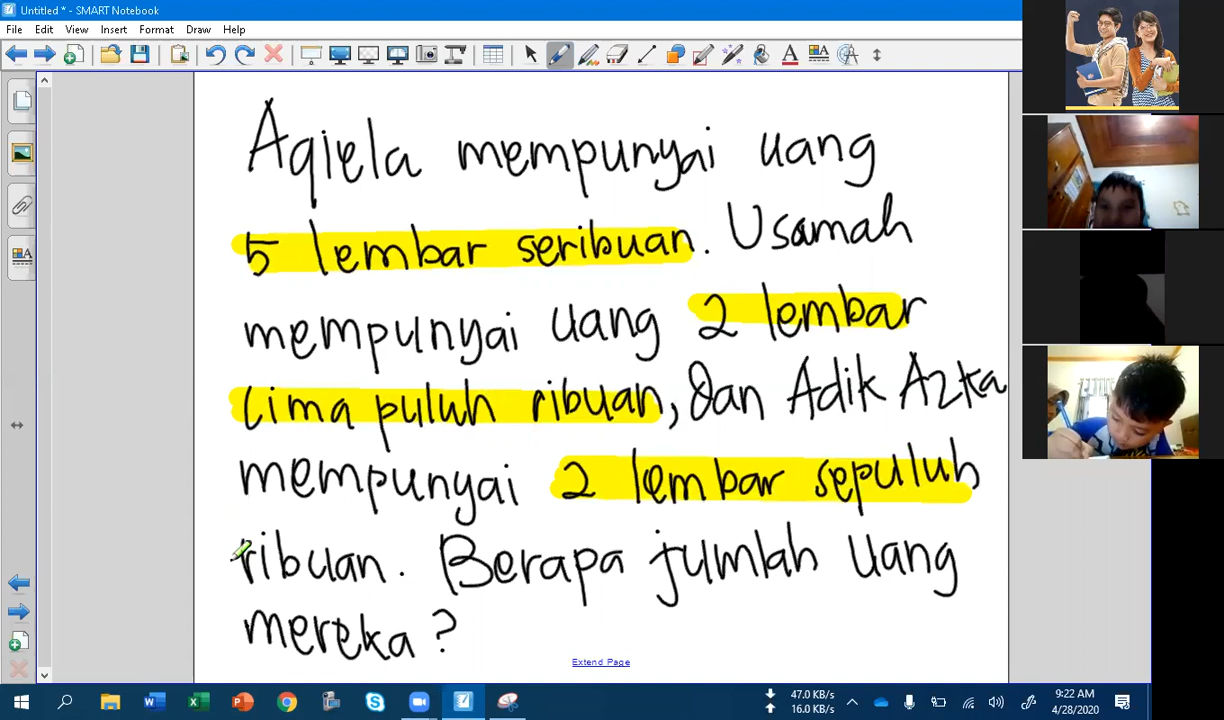 Untitled * - SMART Notebook
File Edit View Insert Format Draw Help
Aqiela mempunyai uang
5 lembar seribuan. Usamah
mempunyai uang 2 lembar
lima puluh ribuan, dan Adik Azka
mempunyai 2 lembar sepuluh
ribuan. Berapa jumlah uang
mereka?
Extend Page
47.0 KB/s
16.0 KB/s
9:22 AM
4/28/2020